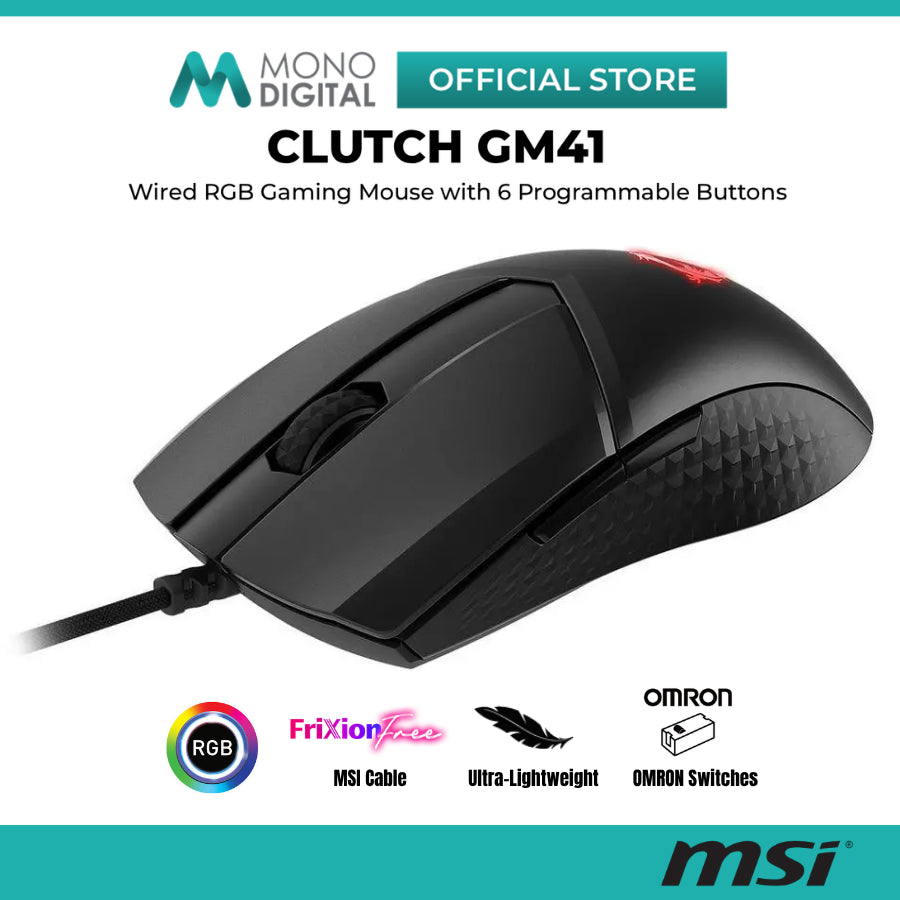 MONO
DIGITAL
OFFICIAL STORE
CLUTCH GM41
Wired RGB Gaming Mouse with 6 Programmable Buttons
RGB
FriXionFree
MSI Cable
Ultra-Lightweight
OMRON
OMRON Switches
msi®